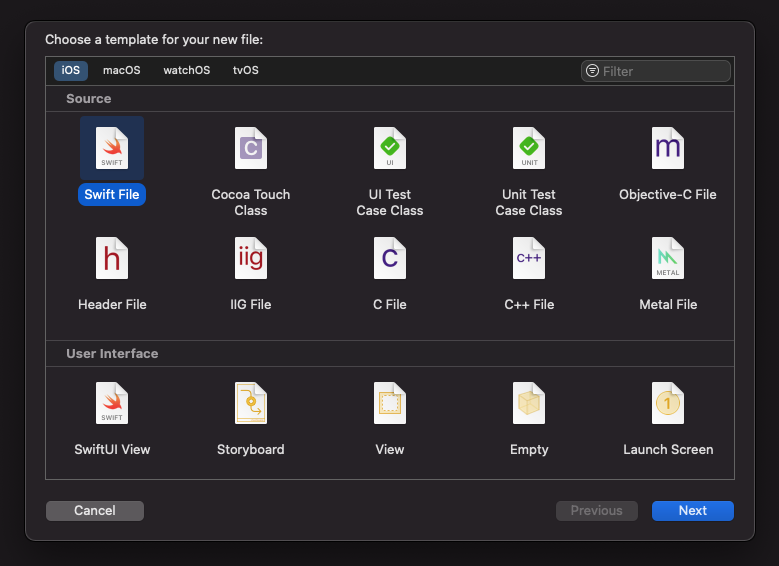 Choose a template for your new file:
iOS macOS watchOS tvOS Filter
Source
SWIFT C UI UNIT m
Swift File Cocoa Touch Class UI Test Case Class Unit Test Case Class Objective-C File
h iig C C++ METAL
Header File IIG File C File C++ File Metal File
User Interface
SWIFT 1
SwiftUI View Storyboard View Empty Launch Screen
Cancel Previous Next